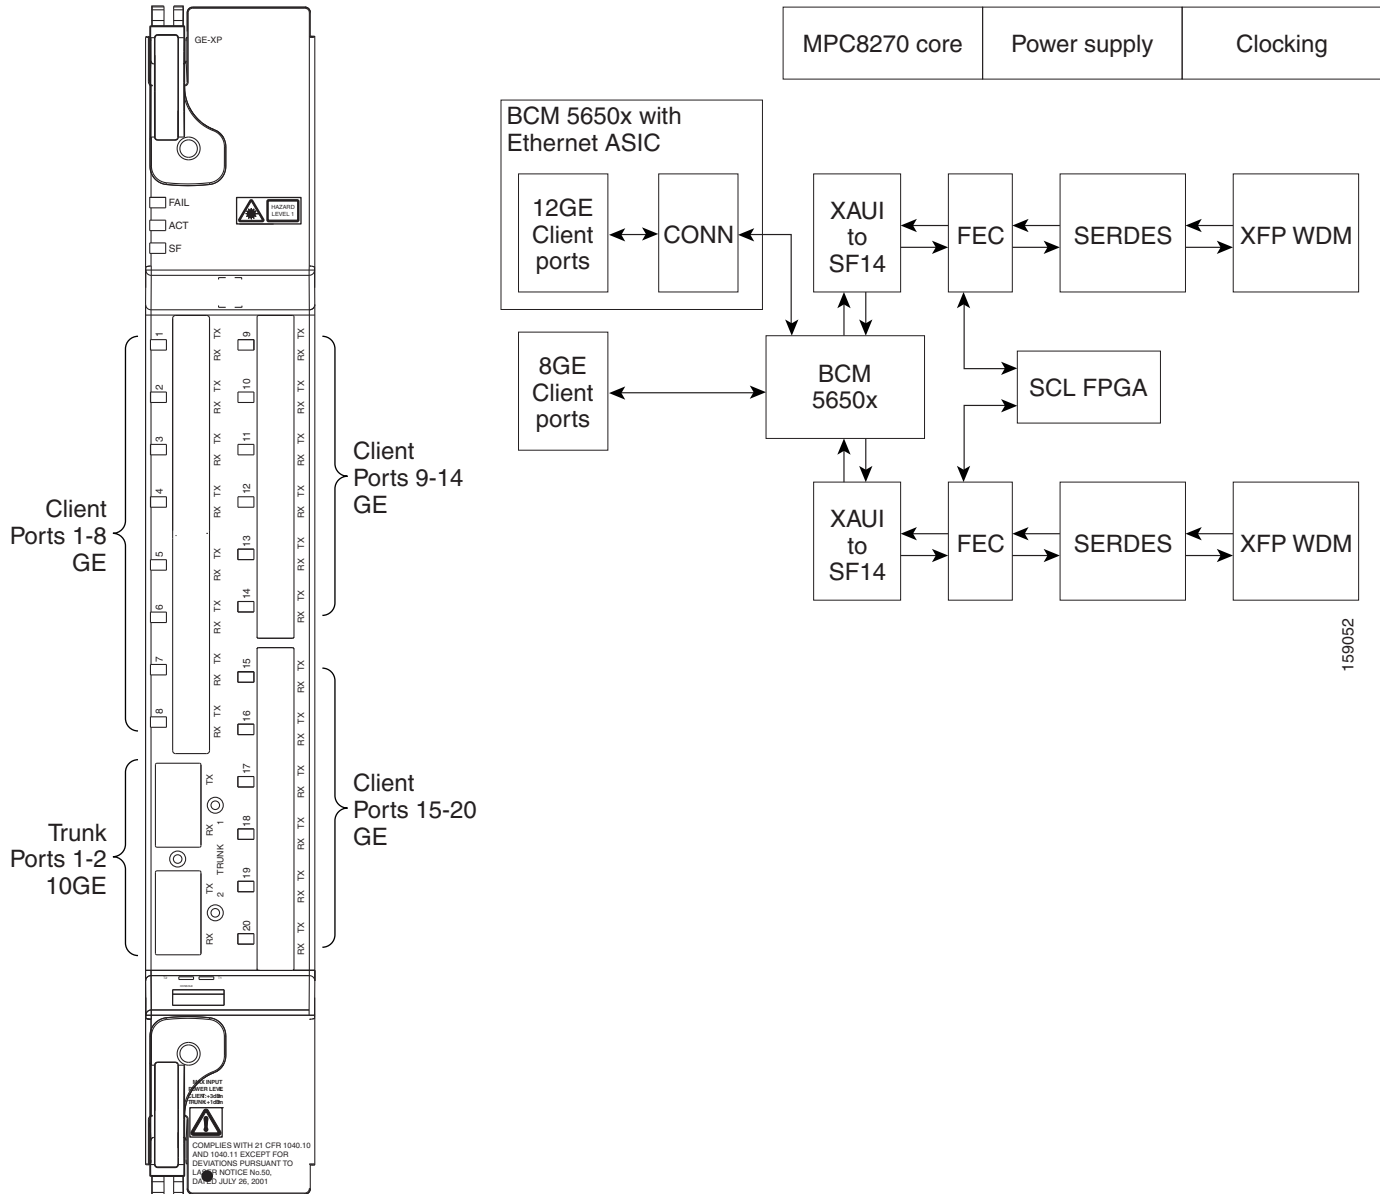 GE-XP
FAIL
ACT
SF
HAZARD
LEVEL 1
1
RX TX
2
RX TX
3
RX TX
4
RX TX
5
RX TX
6
RX TX
7
RX TX
8
RX TX
9
RX TX
10
RX TX
11
RX TX
12
RX TX
13
RX TX
14
RX TX
15
RX TX
16
RX TX
17
RX TX
18
RX TX
19
RX TX
20
RX TX
RX TX
1
TRUNK
2
RX TX
Client
Ports 1-8
GE
Trunk
Ports 1-2
10GE
Client
Ports 9-14
GE
Client
Ports 15-20
GE
MAX INPUT
POWER LEVEL
CLIENT:+3dBm
TRUNK:+1dBm
COMPLIES WITH 21 CFR 1040.10
AND 1040.11 EXCEPT FOR
DEVIATIONS PURSUANT TO
LASER NOTICE No.50,
DATED JULY 26, 2001
MPC8270 core
Power supply
Clocking
BCM 5650x with
Ethernet ASIC
12GE
Client
ports
CONN
XAUI
to
SF14
FEC
SERDES
XFP WDM
8GE
Client
ports
BCM
5650x
SCL FPGA
XAUI
to
SF14
FEC
SERDES
XFP WDM
159052